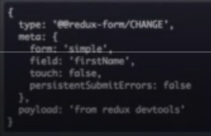 {
type: '@@redux-form/CHANGE',
meta: {
form: 'simple',
field: 'firstName',
touch: false,
persistentSubmitErrors: false
},
payload: 'from redux devtools'
}